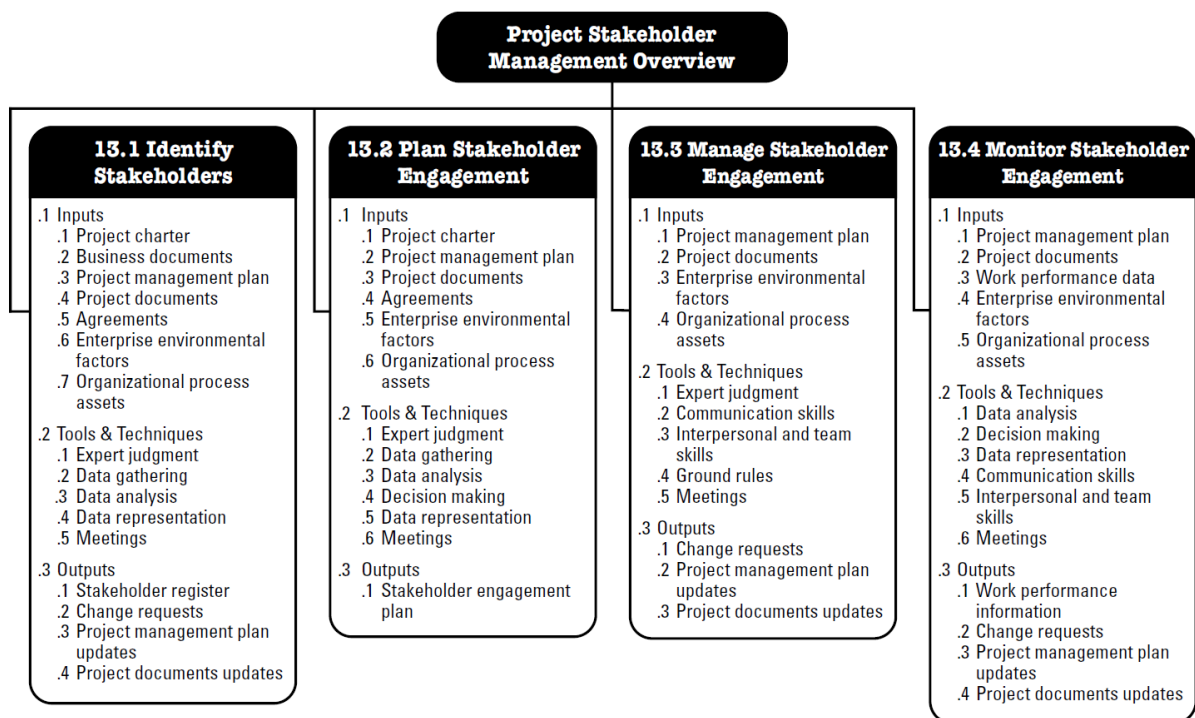 Project Stakeholder
Management Overview
13.1 Identify
Stakeholders
.1 Inputs
.1 Project charter
.2 Business documents
.3 Project management plan
.4 Project documents
.5 Agreements
.6 Enterprise environmental
factors
.7 Organizational process
assets
.2 Tools & Techniques
.1 Expert judgment
.2 Data gathering
.3 Data analysis
.4 Data representation
.5 Meetings
.3 Outputs
.1 Stakeholder register
.2 Change requests
.3 Project management plan
updates
.4 Project documents updates
13.2 Plan Stakeholder
Engagement
.1 Inputs
.1 Project charter
.2 Project management plan
.3 Project documents
.4 Agreements
.5 Enterprise environmental
factors
.6 Organizational process
assets
.2 Tools & Techniques
.1 Expert judgment
.2 Data gathering
.3 Data analysis
.4 Decision making
.5 Data representation
.6 Meetings
.3 Outputs
.1 Stakeholder engagement
plan
13.3 Manage Stakeholder
Engagement
.1 Inputs
.1 Project management plan
.2 Project documents
.3 Enterprise environmental
factors
.4 Organizational process
assets
.2 Tools & Techniques
.1 Expert judgment
.2 Communication skills
.3 Interpersonal and team
skills
.4 Ground rules
.5 Meetings
.3 Outputs
.1 Change requests
.2 Project management plan
updates
.3 Project documents updates
13.4 Monitor Stakeholder
Engagement
.1 Inputs
.1 Project management plan
.2 Project documents
.3 Work performance data
.4 Enterprise environmental
factors
.5 Organizational process
assets
.2 Tools & Techniques
.1 Data analysis
.2 Decision making
.3 Data representation
.4 Communication skills
.5 Interpersonal and team
skills
.6 Meetings
.3 Outputs
.1 Work performance
information
.2 Change requests
.3 Project management plan
updates
.4 Project documents updates